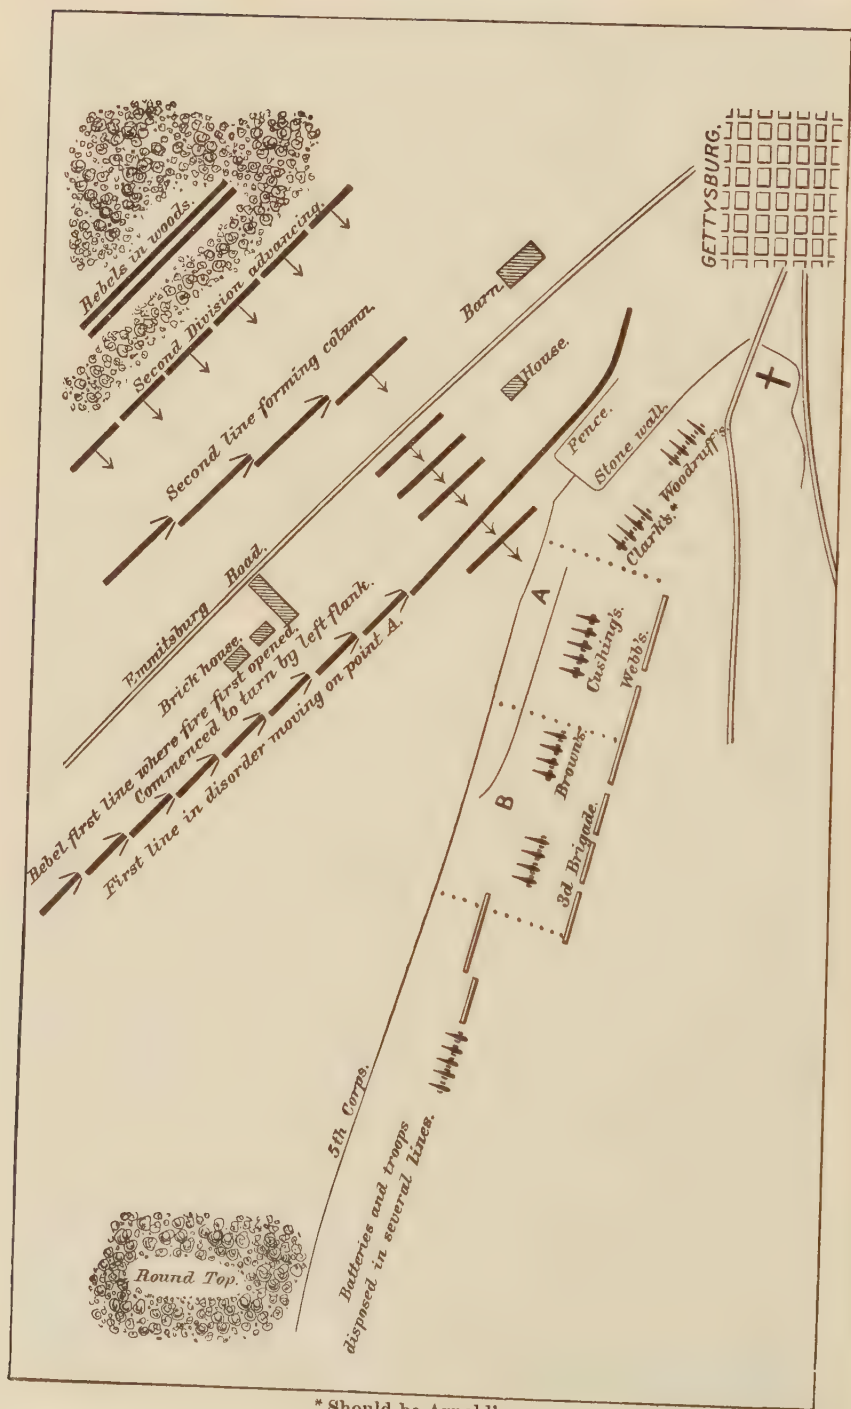 GETTYSBURG.
Rebels in woods.
Second Division advancing.
Second line forming column.
Barn.
House.
Fence.
Stone wall.
Woodruff's
Clark's.*
Emmitsburg Road.
Brick house.
Rebel first line where fire first opened.
Commenced to turn by left flank.
First line in disorder moving on point A.
A
Cushing's.
Webb's.
B
Brown's.
3d Brigade.
5th Corps.
Batteries and troops
disposed in several lines.
Round Top.
* Should be